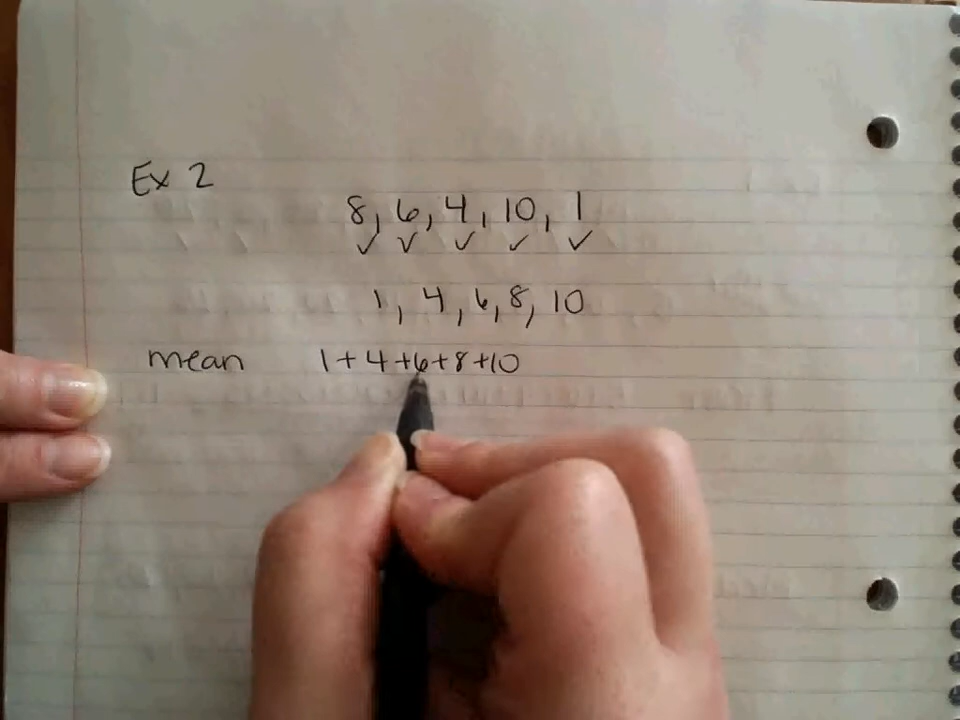 Ex 2
8, 6, 4, 10, 1
✓ ✓ ✓ ✓ ✓
1, 4, 6, 8, 10
mean 1+4+6+8+10